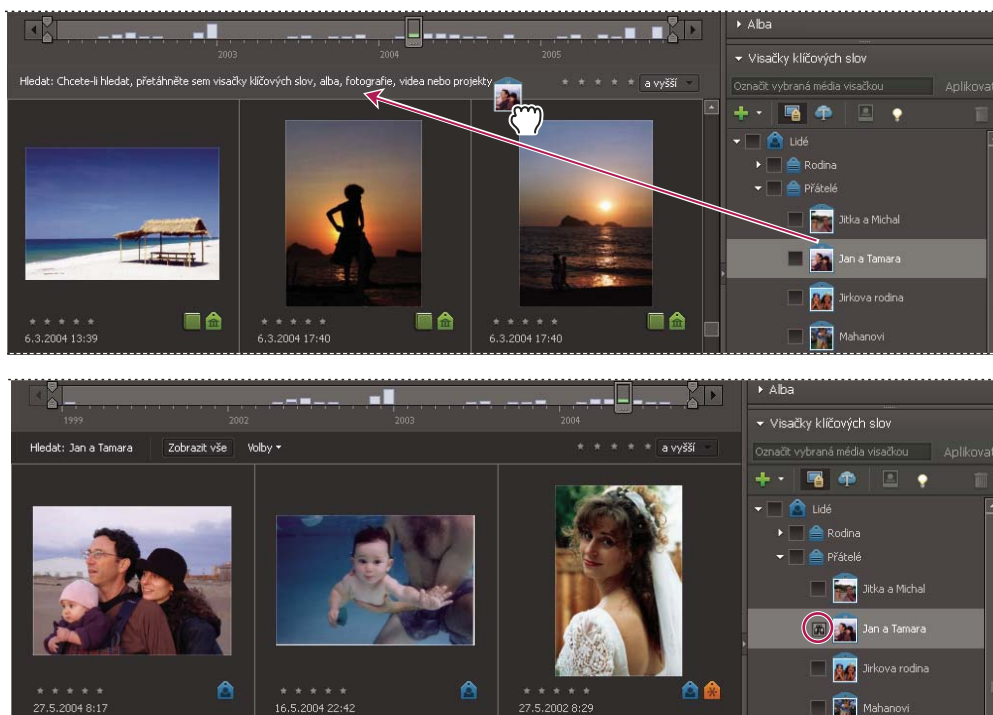 Alba
2003 2004 2005
Visačky klíčových slov
Hledat: Chcete-li hledat, přetáhněte sem visačky klíčových slov, alba, fotografie, videa nebo projekty
a vyšší
Označit vybraná média visačkou Aplikovat
Lidé
Rodina
Přátelé
Jitka a Michal
Jan a Tamara
Jirkova rodina
Mahanovi
6.3.2004 13:39 6.3.2004 17:40 6.3.2004 17:40
Alba
1999 2002 2003 2004
Visačky klíčových slov
Hledat: Jan a Tamara Zobrazit vše Volby a vyšší
Označit vybraná média visačkou Aplikovat
Lidé
Rodina
Přátelé
Jitka a Michal
Jan a Tamara
Jirkova rodina
Mahanovi
27.5.2004 8:17 16.5.2004 22:42 27.5.2002 8:29